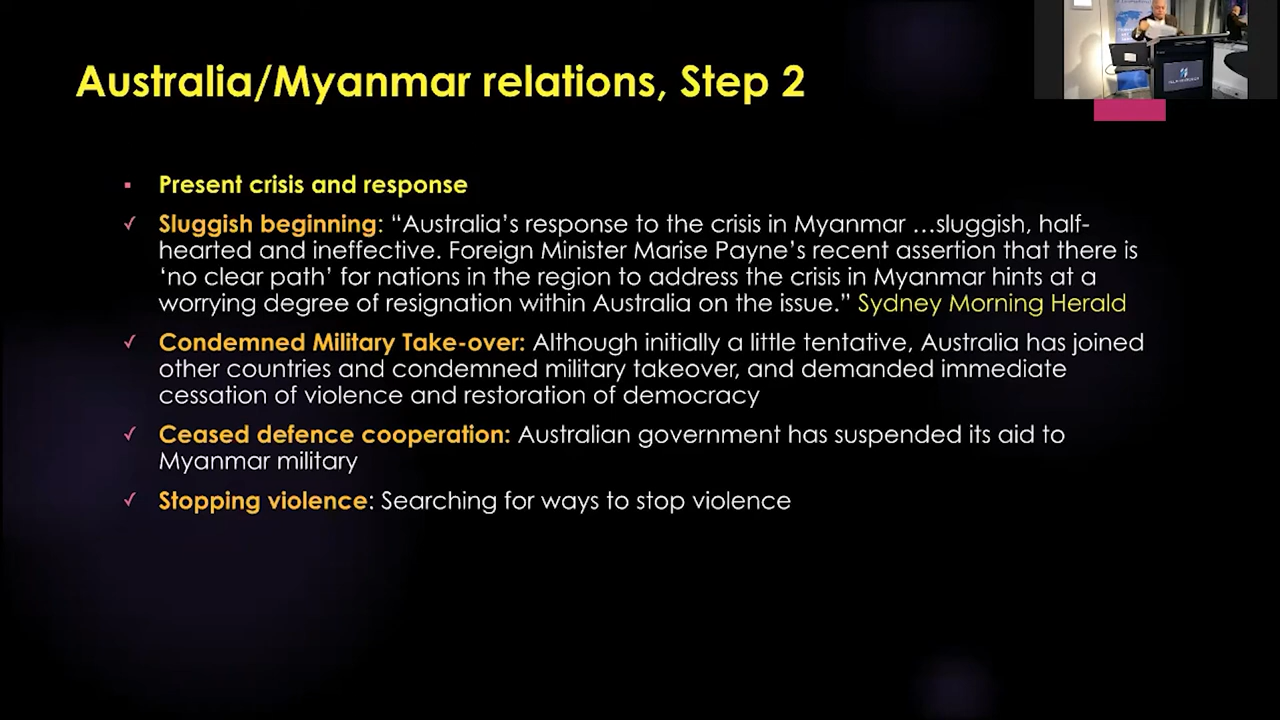 Australia/Myanmar relations, Step 2
▪ Present crisis and response
✓ Sluggish beginning: “Australia’s response to the crisis in Myanmar …sluggish, half-
hearted and ineffective. Foreign Minister Marise Payne’s recent assertion that there is
‘no clear path’ for nations in the region to address the crisis in Myanmar hints at a
worrying degree of resignation within Australia on the issue.” Sydney Morning Herald
✓ Condemned Military Take-over: Although initially a little tentative, Australia has joined
other countries and condemned military takeover, and demanded immediate
cessation of violence and restoration of democracy
✓ Ceased defence cooperation: Australian government has suspended its aid to
Myanmar military
✓ Stopping violence: Searching for ways to stop violence